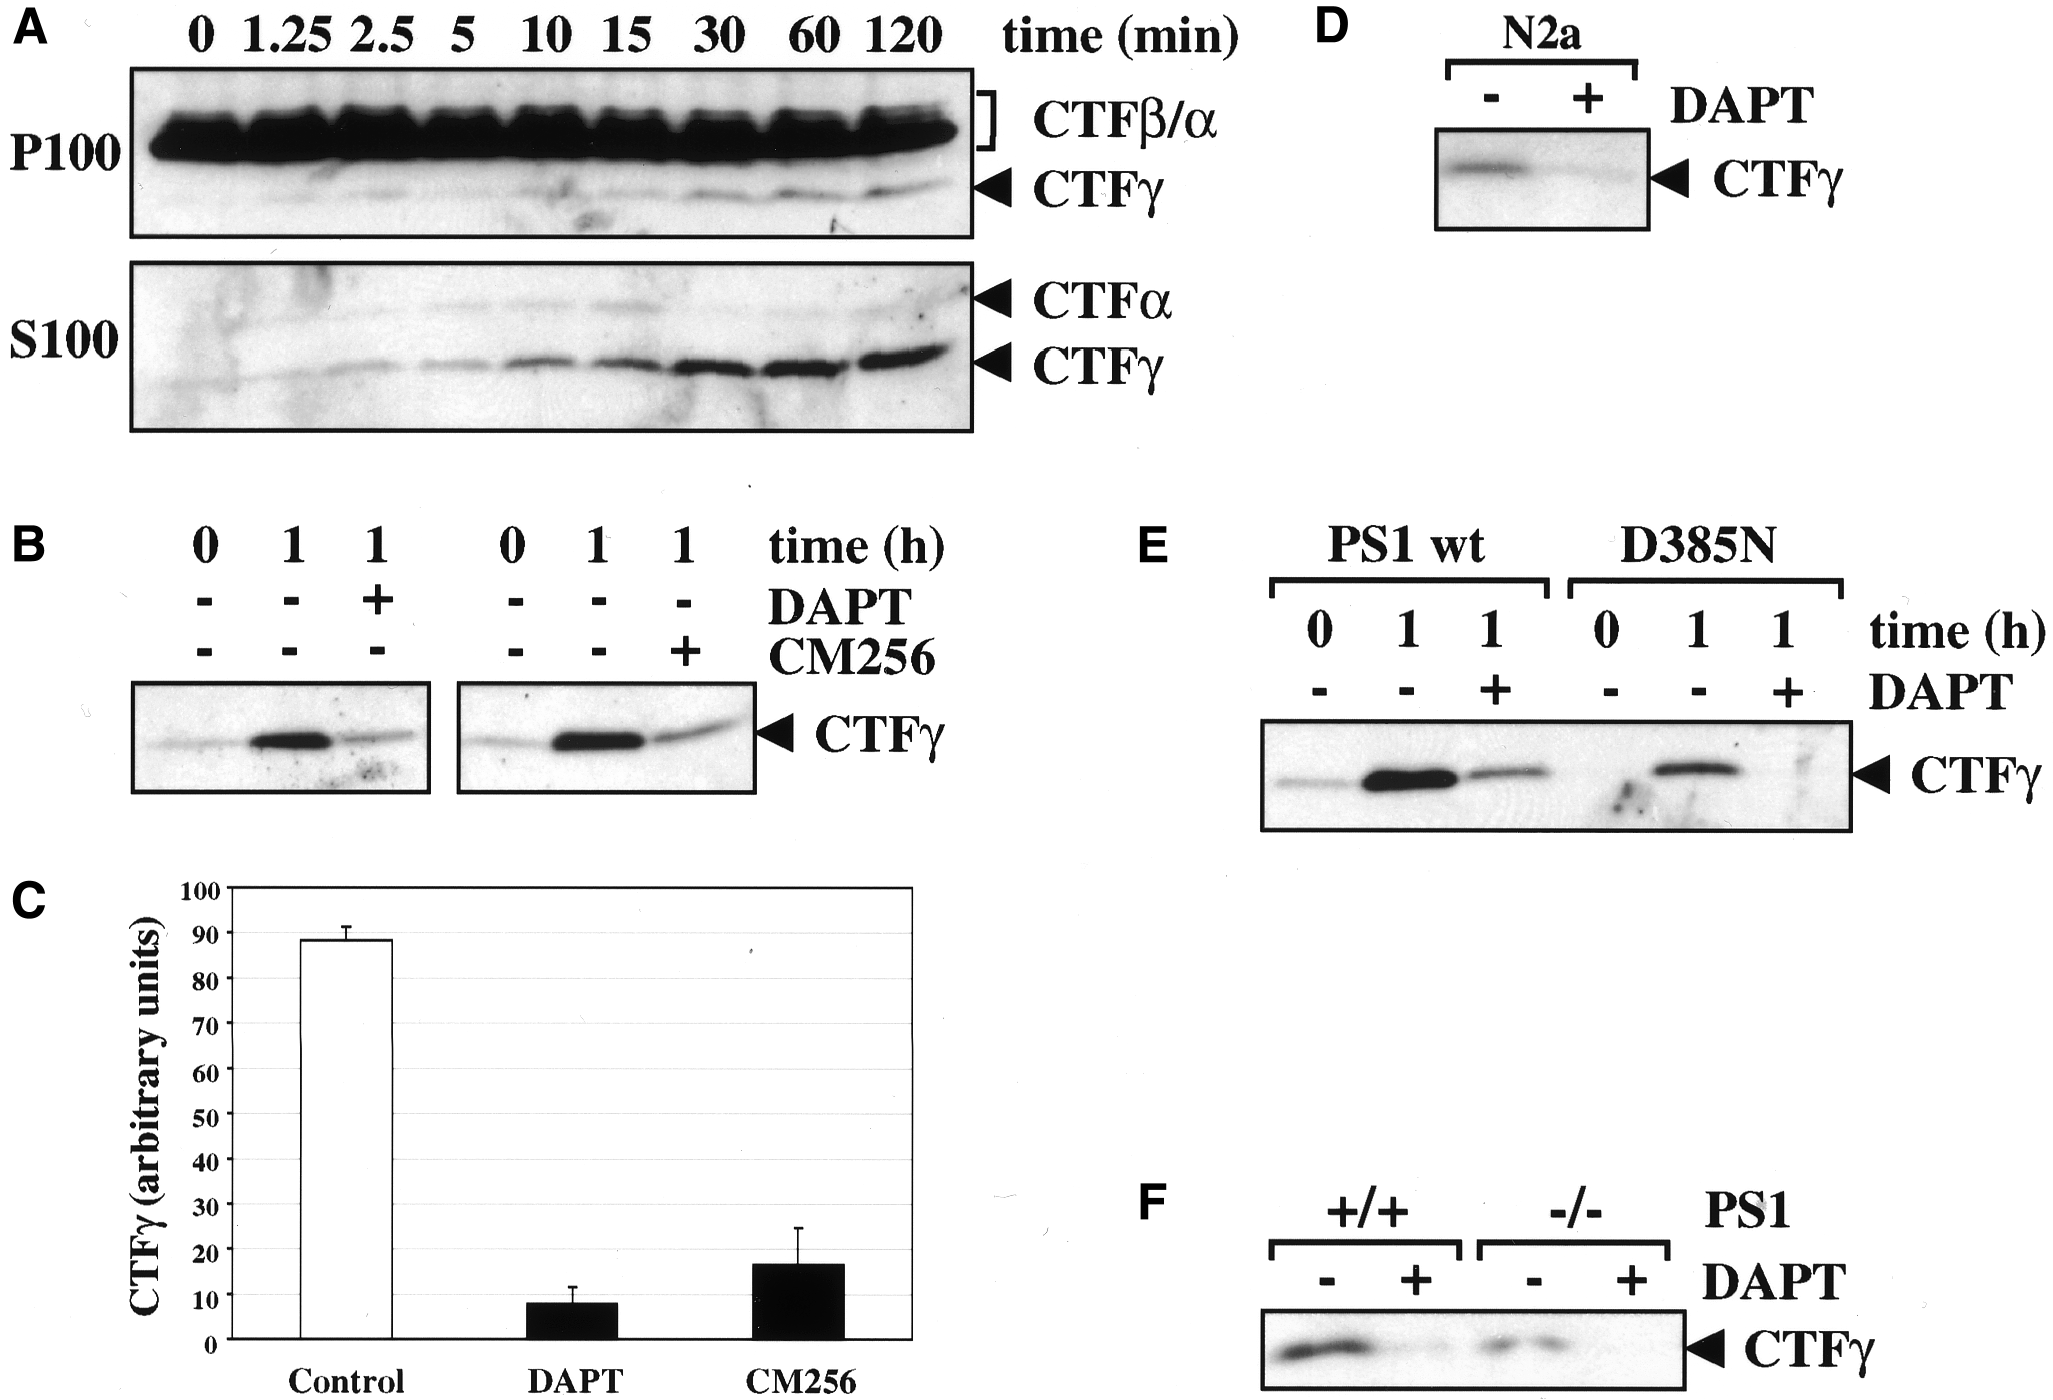 A
0 1.25 2.5 5 10 15 30 60 120 time (min)
P100
CTFβ/α
CTFγ
S100
CTFα
CTFγ
B
0 1 1 0 1 1 time (h)
- - + - - - DAPT
- - - - - + CM256
CTFγ
C
CTFγ (arbitrary units)
100
90
80
70
60
50
40
30
20
10
0
Control DAPT CM256
D
N2a
- + DAPT
CTFγ
E
PS1 wt D385N
0 1 1 0 1 1 time (h)
- - + - - + DAPT
CTFγ
F
+/+ -/- PS1
- + - + DAPT
CTFγ